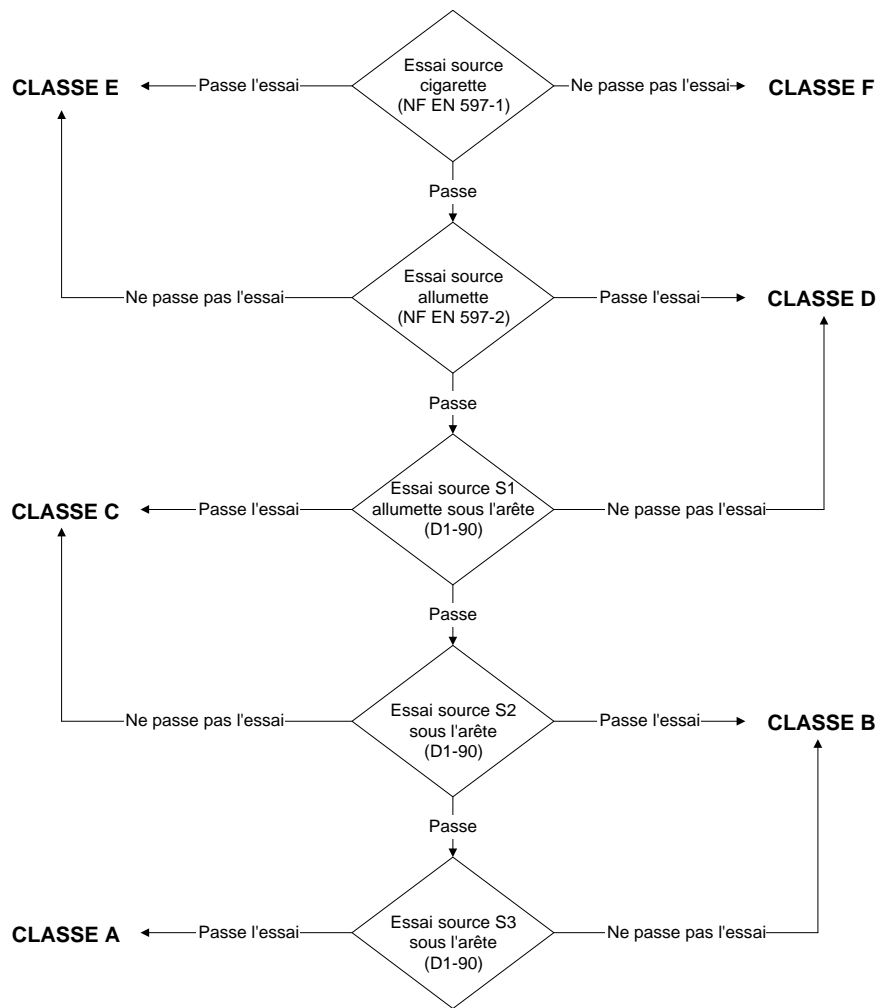 Essai source
cigarette
(NF EN 597-1)
CLASSE E
Passe l'essai
Ne passe pas l'essai
CLASSE F
Passe
Essai source
allumette
(NF EN 597-2)
Ne passe pas l'essai
Passe l'essai
CLASSE D
Passe
Essai source S1
allumette sous l'arête
(D1-90)
CLASSE C
Passe l'essai
Ne passe pas l'essai
Passe
Essai source S2
sous l'arête
(D1-90)
Ne passe pas l'essai
Passe l'essai
CLASSE B
Passe
Essai source S3
sous l'arête
(D1-90)
CLASSE A
Passe l'essai
Ne passe pas l'essai